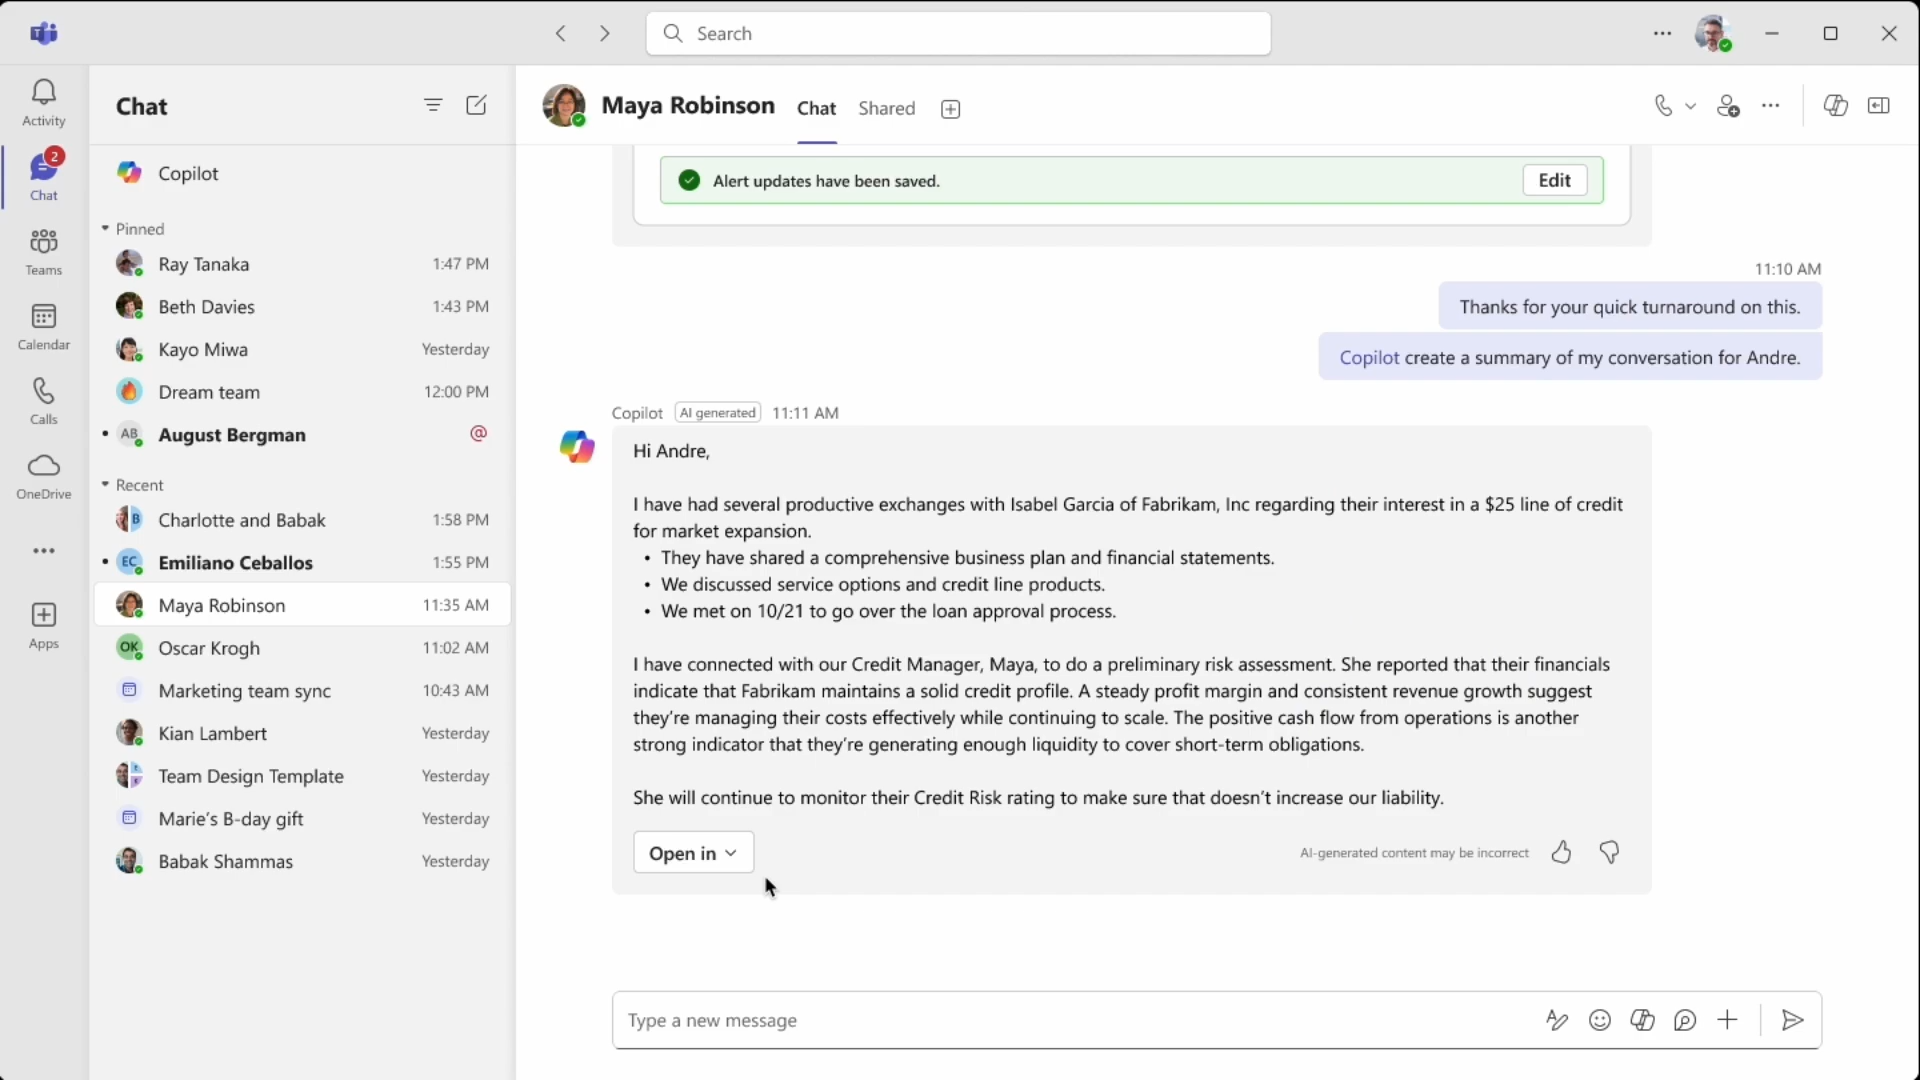 Search
Activity
2
Chat
Teams
Calendar
Calls
OneDrive
Apps
Chat
Copilot
Pinned
Ray Tanaka 1:47 PM
Beth Davies 1:43 PM
Kayo Miwa Yesterday
Dream team 12:00 PM
AB August Bergman @
Recent
B Charlotte and Babak 1:58 PM
EC Emiliano Ceballos 1:55 PM
Maya Robinson 11:35 AM
OK Oscar Krogh 11:02 AM
Marketing team sync 10:43 AM
Kian Lambert Yesterday
Team Design Template Yesterday
Marie’s B-day gift Yesterday
Babak Shammas Yesterday
Maya Robinson Chat Shared
Alert updates have been saved. Edit
11:10 AM
Thanks for your quick turnaround on this.
Copilot create a summary of my conversation for Andre.
Copilot AI generated 11:11 AM
Hi Andre,
I have had several productive exchanges with Isabel Garcia of Fabrikam, Inc regarding their interest in a $25 line of credit
for market expansion.
• They have shared a comprehensive business plan and financial statements.
• We discussed service options and credit line products.
• We met on 10/21 to go over the loan approval process.
I have connected with our Credit Manager, Maya, to do a preliminary risk assessment. She reported that their financials
indicate that Fabrikam maintains a solid credit profile. A steady profit margin and consistent revenue growth suggest
they’re managing their costs effectively while continuing to scale. The positive cash flow from operations is another
strong indicator that they’re generating enough liquidity to cover short-term obligations.
She will continue to monitor their Credit Risk rating to make sure that doesn’t increase our liability.
Open in
AI-generated content may be incorrect
Type a new message